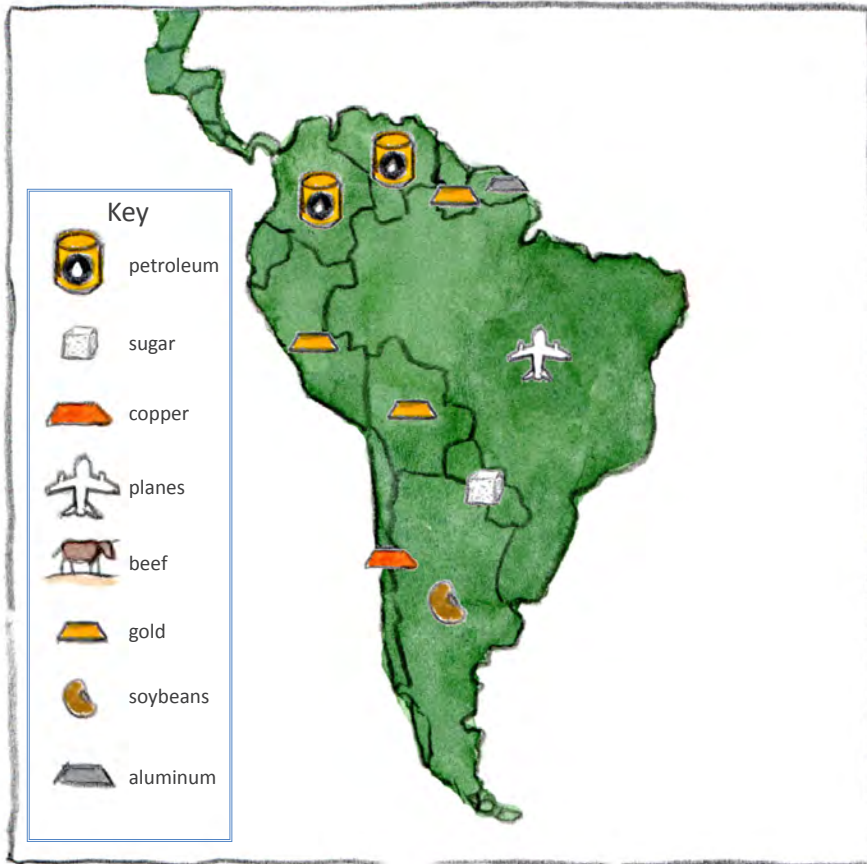 Key
petroleum
sugar
copper
planes
beef
gold
soybeans
aluminum